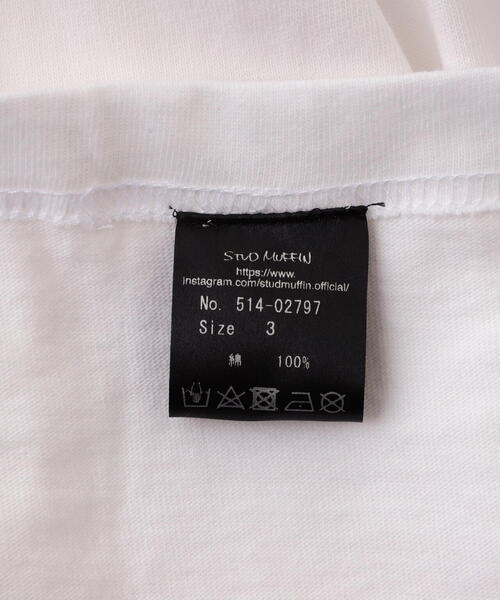 STUD MUFFIN
https://www.
instagram.com/studmuffin.official/
No. 514-02797
Size 3
綿 100%